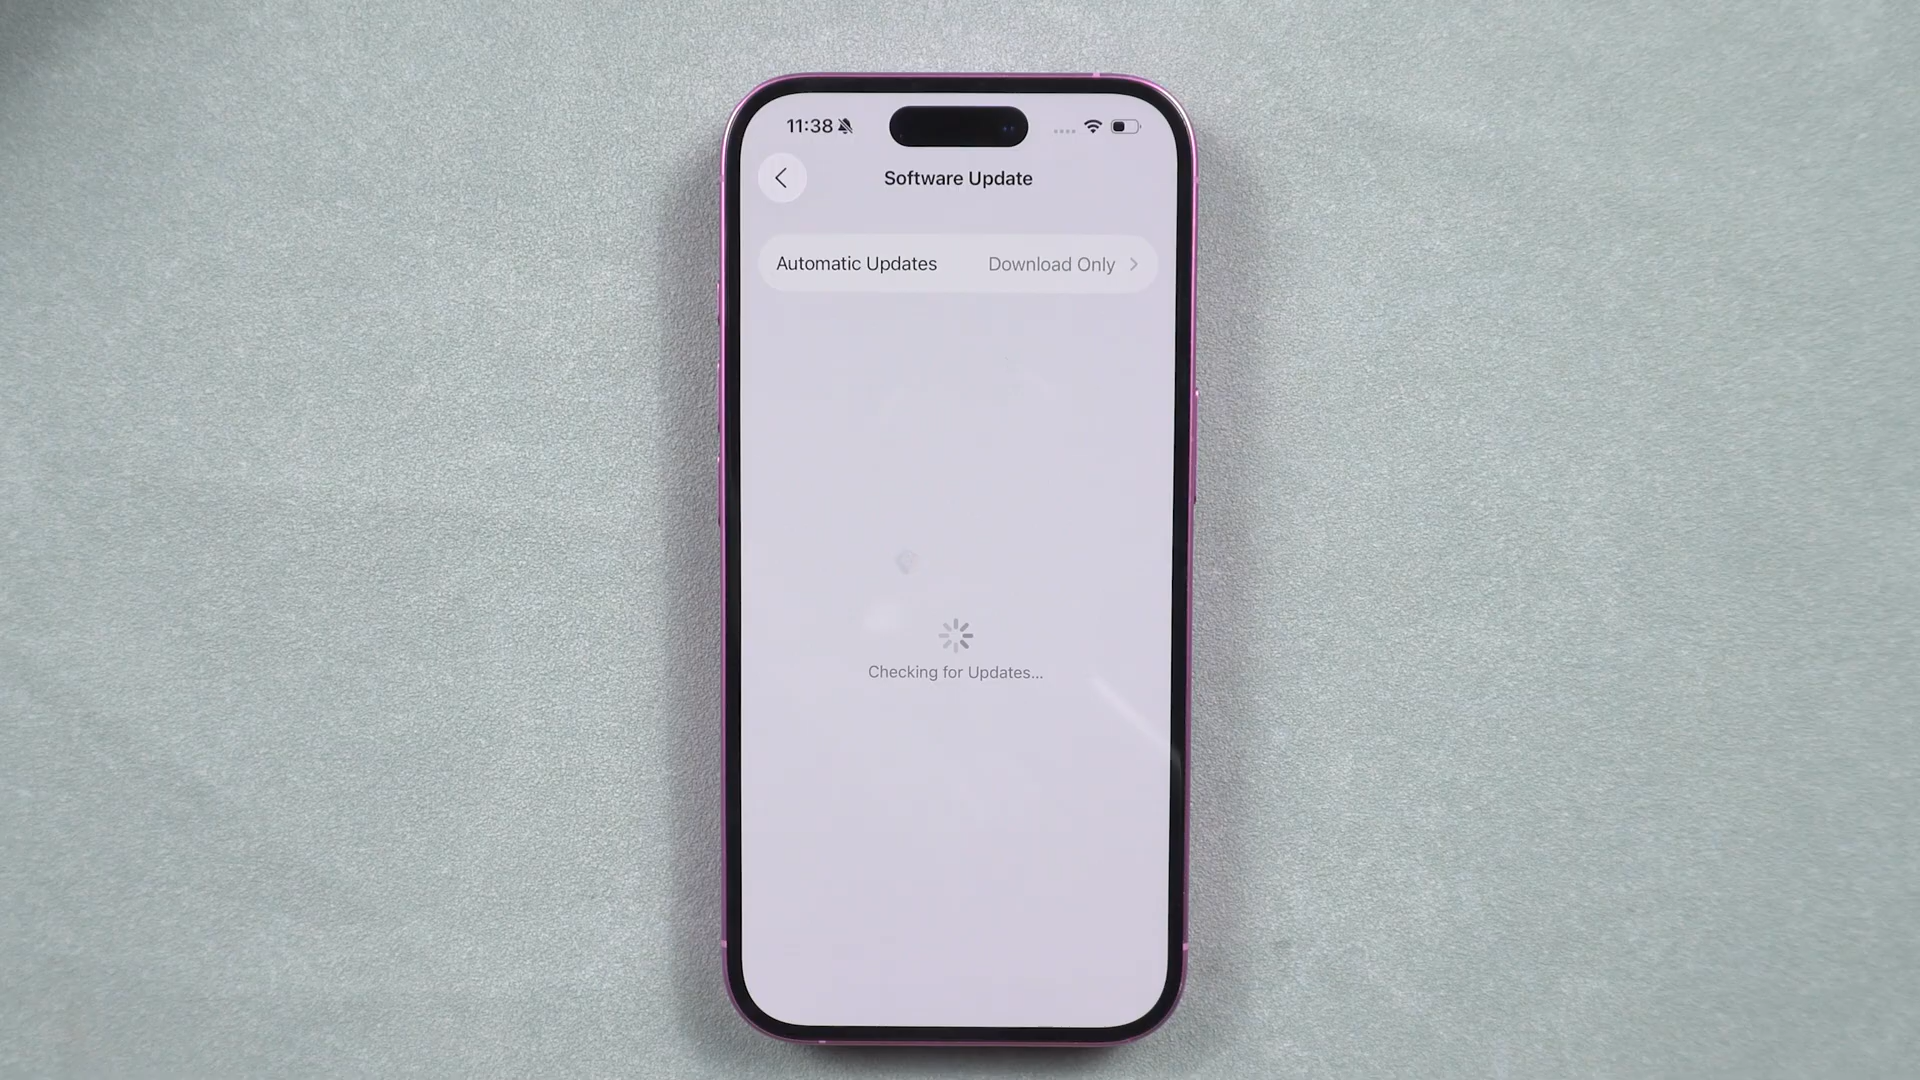 11:38
Software Update
Automatic Updates Download Only
Checking for Updates...